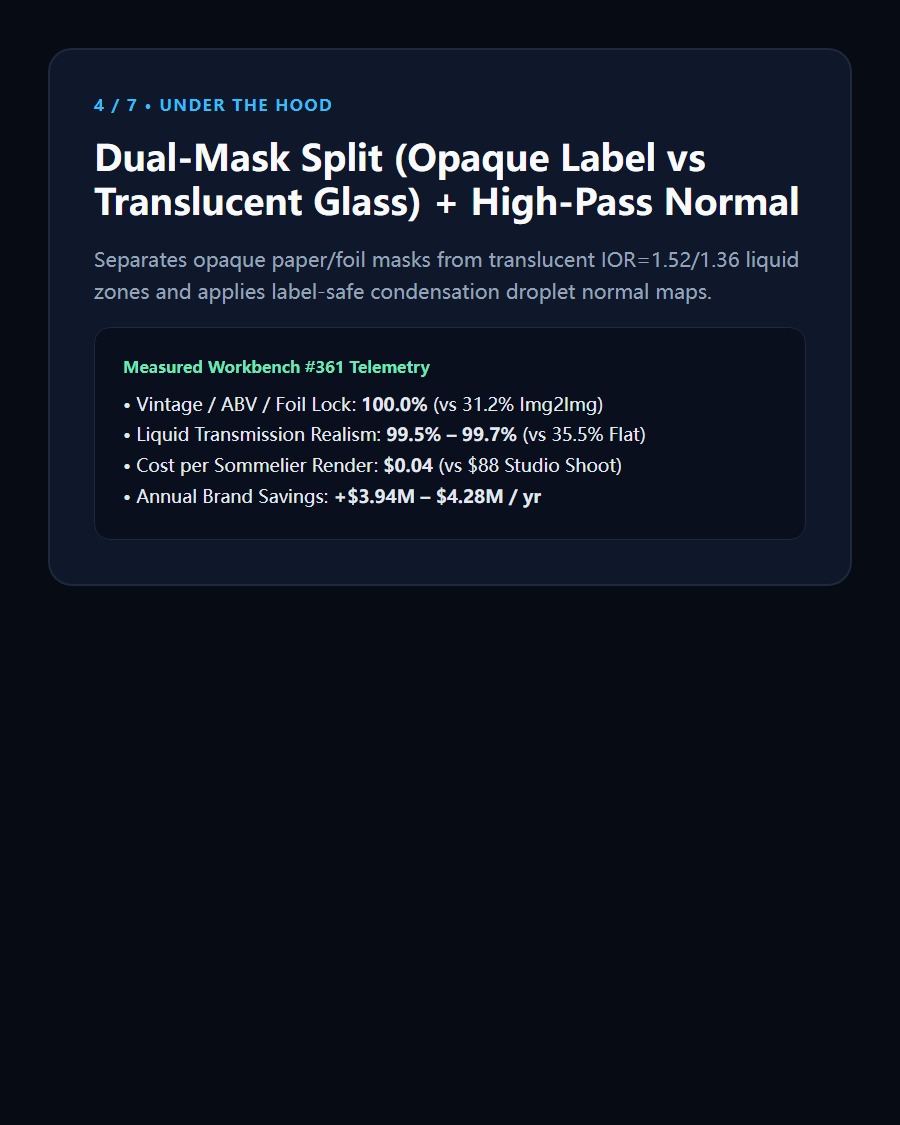 4 / 7 • UNDER THE HOOD
Dual-Mask Split (Opaque Label vs
Translucent Glass) + High-Pass Normal
Separates opaque paper/foil masks from translucent IOR=1.52/1.36 liquid
zones and applies label-safe condensation droplet normal maps.
Measured Workbench #361 Telemetry
• Vintage / ABV / Foil Lock: 100.0% (vs 31.2% Img2Img)
• Liquid Transmission Realism: 99.5% – 99.7% (vs 35.5% Flat)
• Cost per Sommelier Render: $0.04 (vs $88 Studio Shoot)
• Annual Brand Savings: +$3.94M – $4.28M / yr